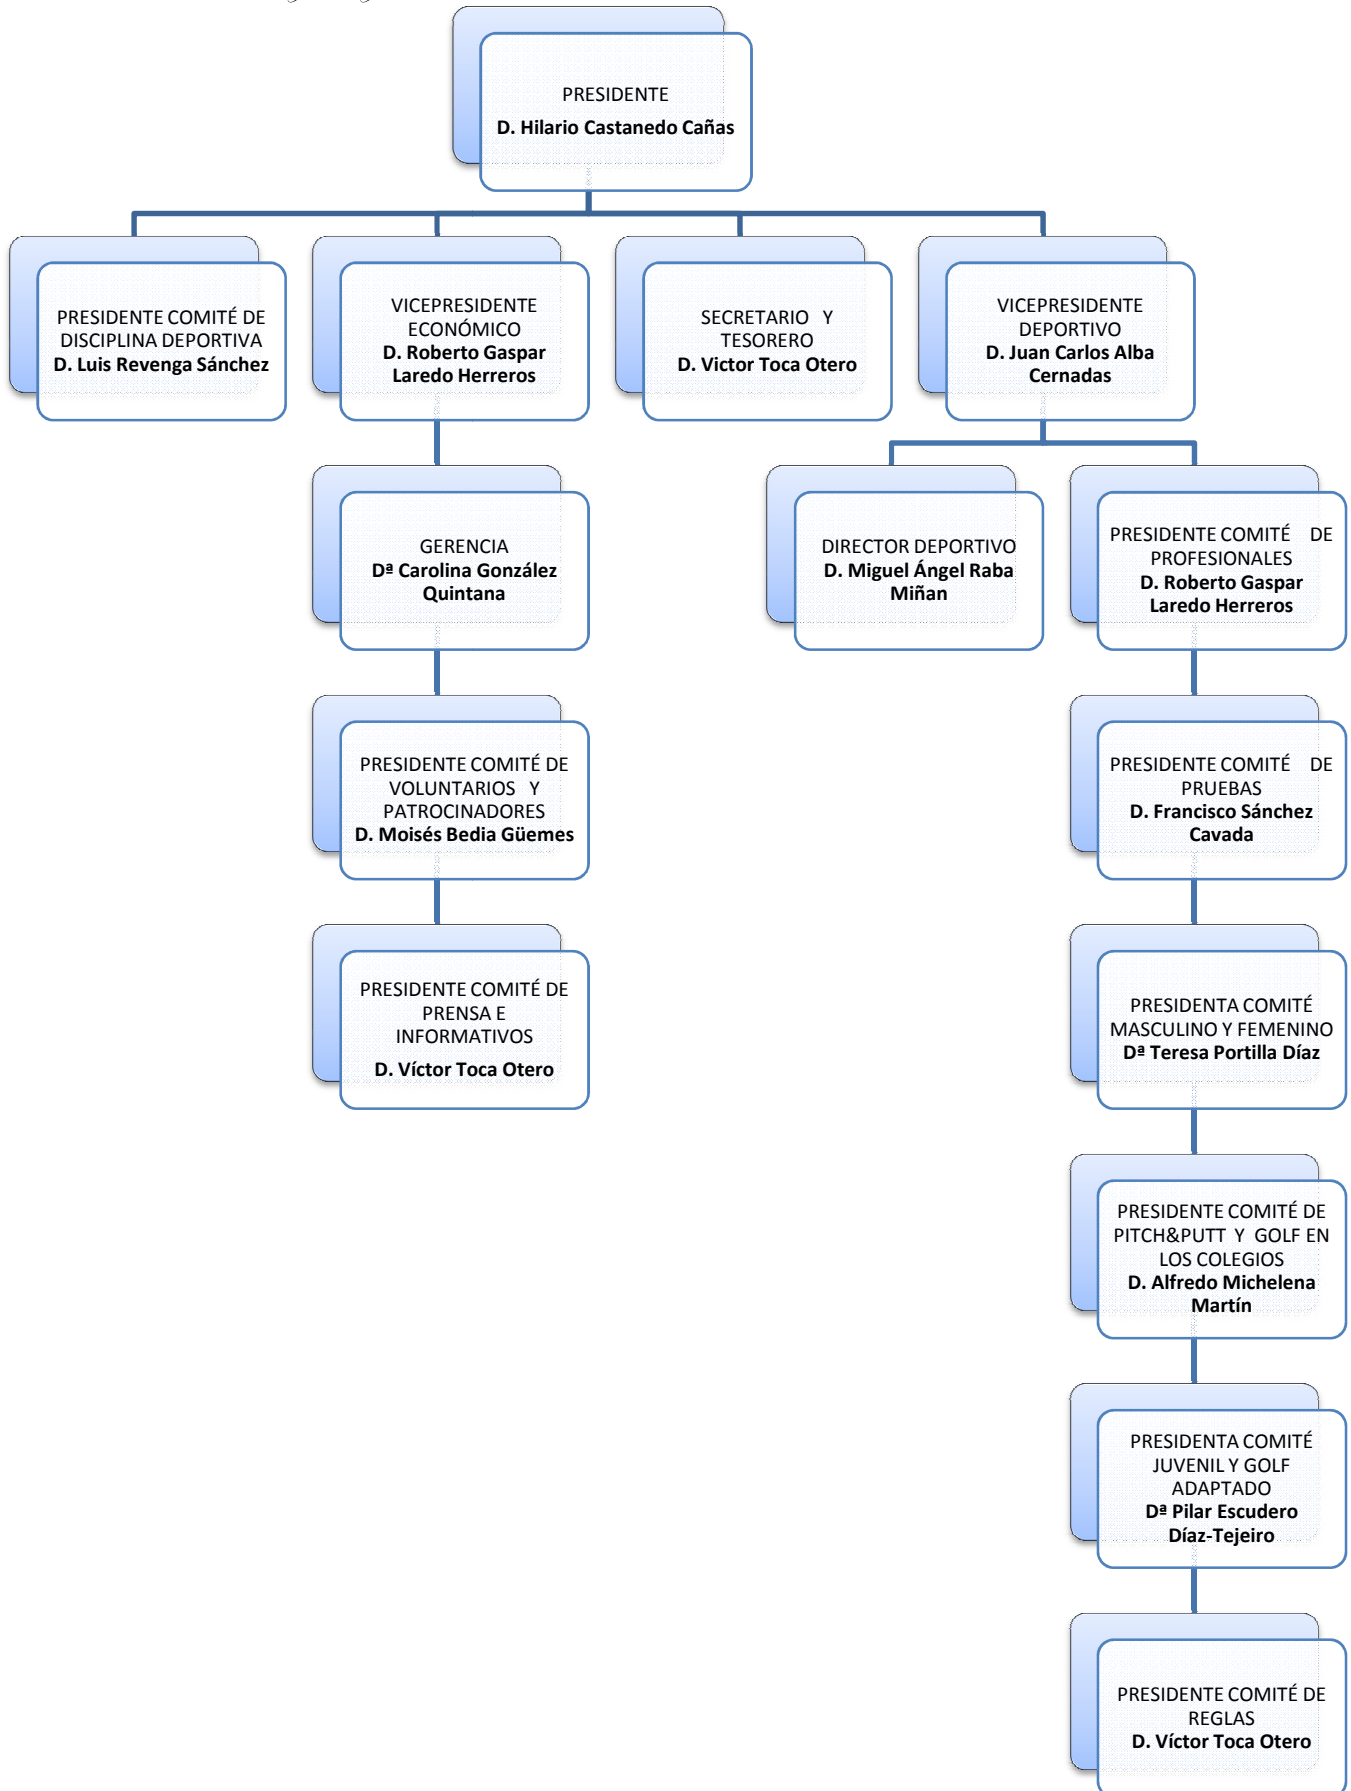 PRESIDENTE
D. Hilario Castanedo Cañas
PRESIDENTE COMITÉ DE
DISCIPLINA DEPORTIVA
D. Luis Revenga Sánchez
VICEPRESIDENTE
ECONÓMICO
D. Roberto Gaspar
Laredo Herreros
SECRETARIO Y
TESORERO
D. Victor Toca Otero
VICEPRESIDENTE
DEPORTIVO
D. Juan Carlos Alba
Cernadas
GERENCIA
Dª Carolina González
Quintana
DIRECTOR DEPORTIVO
D. Miguel Ángel Raba
Miñan
PRESIDENTE COMITÉ DE
PROFESIONALES
D. Roberto Gaspar
Laredo Herreros
PRESIDENTE COMITÉ DE
VOLUNTARIOS Y
PATROCINADORES
D. Moisés Bedia Güemes
PRESIDENTE COMITÉ DE
PRUEBAS
D. Francisco Sánchez
Cavada
PRESIDENTE COMITÉ DE
PRENSA E
INFORMATIVOS
D. Víctor Toca Otero
PRESIDENTA COMITÉ
MASCULINO Y FEMENINO
Dª Teresa Portilla Díaz
PRESIDENTE COMITÉ DE
PITCH&PUTT Y GOLF EN
LOS COLEGIOS
D. Alfredo Michelena
Martín
PRESIDENTA COMITÉ
JUVENIL Y GOLF
ADAPTADO
Dª Pilar Escudero
Díaz-Tejeiro
PRESIDENTE COMITÉ DE
REGLAS
D. Víctor Toca Otero